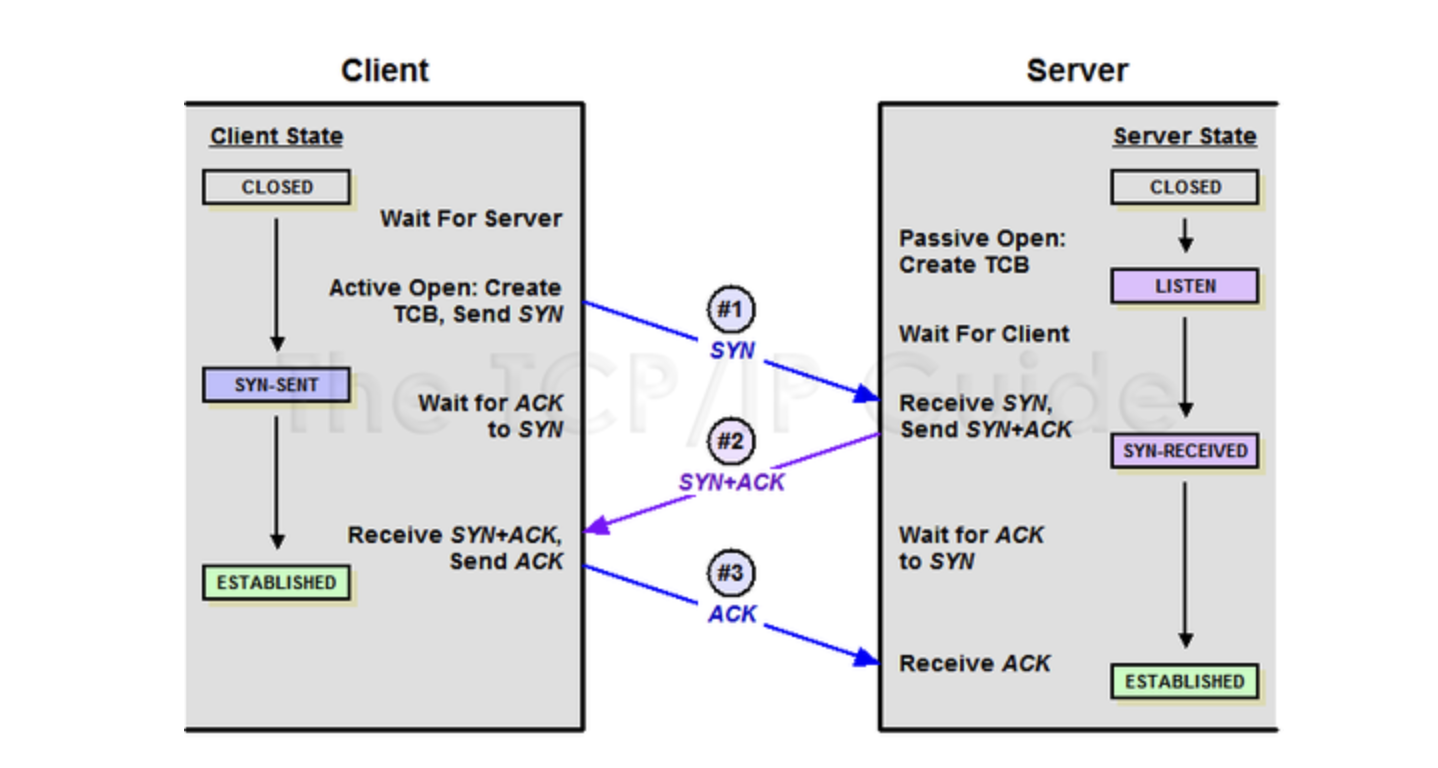 Client
Server
Client State
CLOSED
Wait For Server
Active Open: Create
TCB, Send SYN
SYN-SENT
Wait for ACK
to SYN
Receive SYN+ACK,
Send ACK
ESTABLISHED
#1
SYN
#2
SYN+ACK
#3
ACK
Server State
CLOSED
Passive Open:
Create TCB
LISTEN
Wait For Client
Receive SYN,
Send SYN+ACK
SYN-RECEIVED
Wait for ACK
to SYN
Receive ACK
ESTABLISHED
The TCP/IP Guide